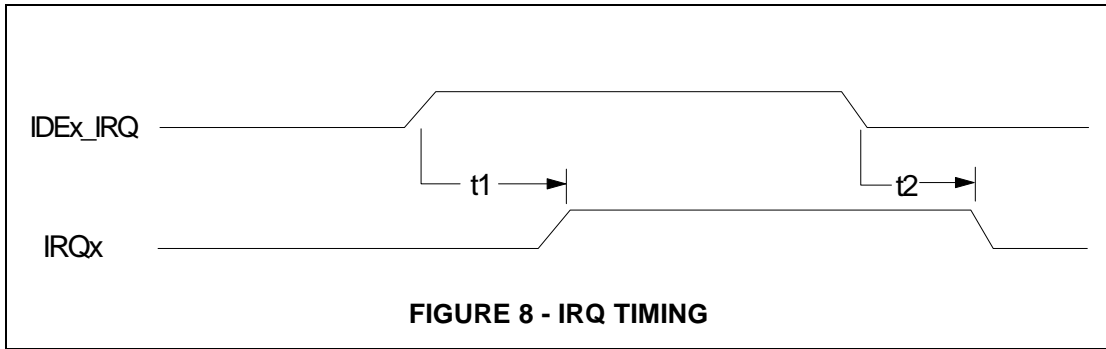 IDEx_IRQ
t1
t2
IRQx
FIGURE 8 - IRQ TIMING